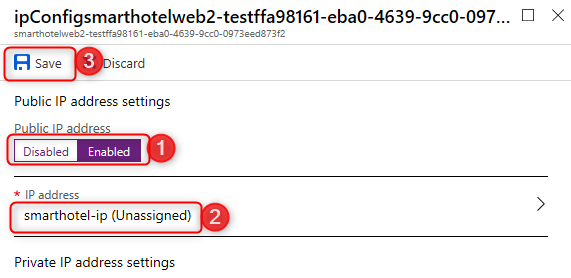 ipConfigsmarthotelweb2-testffa98161-eba0-4639-9cc0-097...
smarthotelweb2-testffa98161-eba0-4639-9cc0-0973eed873f2
Save 3 Discard
Public IP address settings
Public IP address
Disabled Enabled 1
* IP address
smarthotel-ip (Unassigned) 2
Private IP address settings